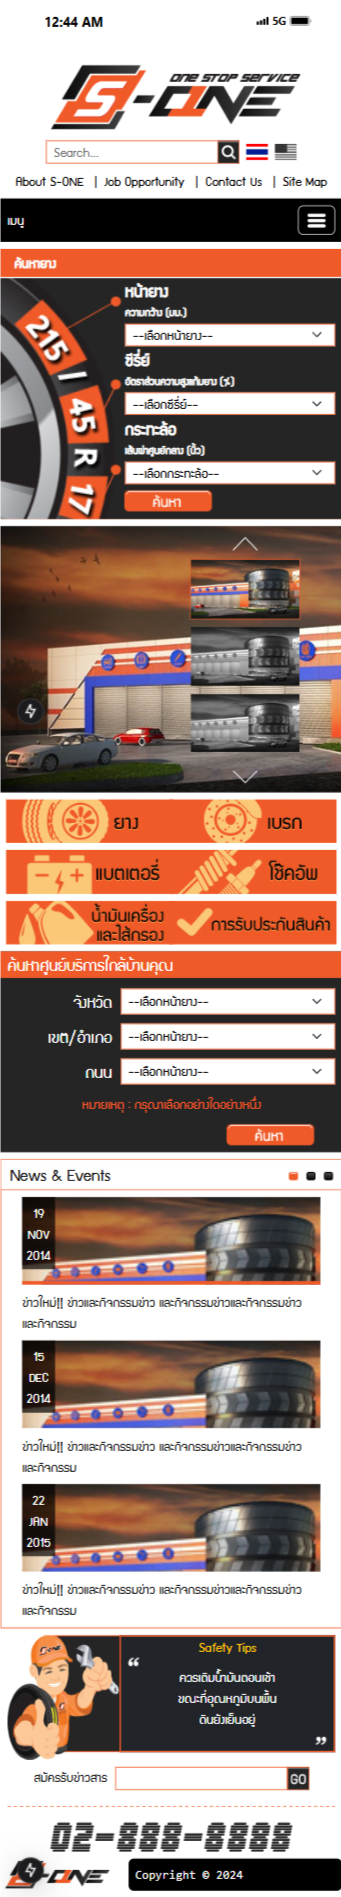 12:44 AM
5G
ONE STOP SERVICE
S-ONE
Search...
About S-ONE | Job Opportunity | Contact Us | Site Map
เมนู
ค้นหายาง
หน้ายาง
ความกว้าง (มม.)
--เลือกหน้ายาง--
ซีรี่ย์
อัตราส่วนความสูงแก้มยาง (%)
--เลือกซีรี่ย์--
กระทะล้อ
เส้นผ่าศูนย์กลาง (นิ้ว)
--เลือกกระทะล้อ--
ค้นหา
215 / 45 R 17
ยาง
เบรก
แบตเตอรี่
โช๊คอัพ
น้ำมันเครื่อง
และไส้กรอง
การรับประกันสินค้า
ค้นหาศูนย์บริการใกล้บ้านคุณ
จังหวัด
--เลือกหน้ายาง--
เขต/อำเภอ
--เลือกหน้ายาง--
ถนน
--เลือกหน้ายาง--
หมายเหตุ : กรุณาเลือกอย่างใดอย่างหนึ่ง
ค้นหา
News & Events
19
NOV
2014
ข่าวใหม่!! ข่าวและกิจกรรมข่าว และกิจกรรมข่าวและกิจกรรมข่าว
และกิจกรรม
15
DEC
2014
ข่าวใหม่!! ข่าวและกิจกรรมข่าว และกิจกรรมข่าวและกิจกรรมข่าว
และกิจกรรม
22
JAN
2015
ข่าวใหม่!! ข่าวและกิจกรรมข่าว และกิจกรรมข่าวและกิจกรรมข่าว
และกิจกรรม
S-ONE
Safety Tips
“
ควรเติมน้ำมันตอนเช้า
ขณะที่อุณหภูมิบนพื้น
ดินยังเย็นอยู่
”
สมัครรับข่าวสาร
GO
02-888-8888
S-ONE
Copyright © 2024